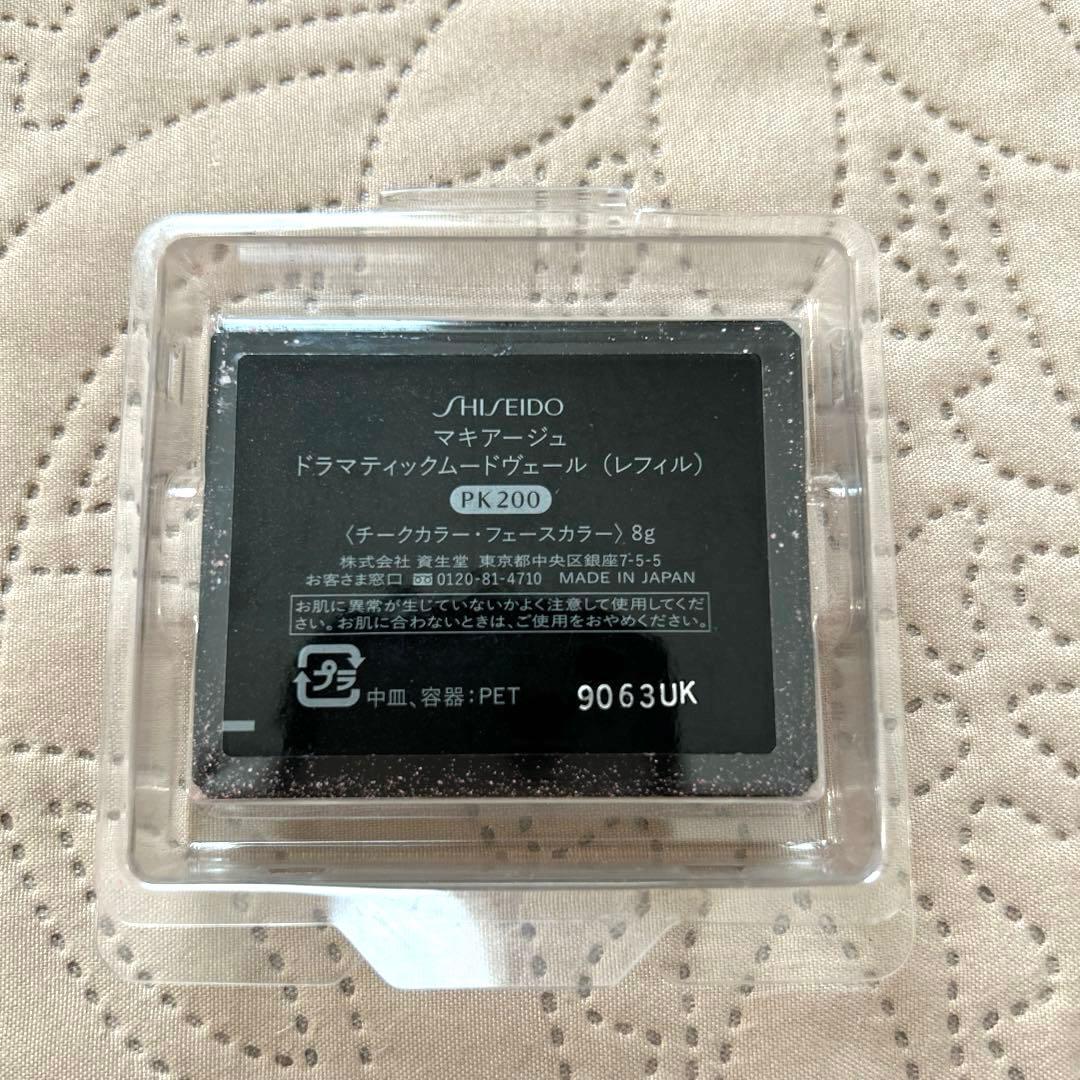 SHISEIDO
マキアージュ
ドラマティックムードヴェール（レフィル）
PK200
〈チークカラー・フェースカラー〉8g
株式会社 資生堂 東京都中央区銀座7-5-5
お客さま窓口 0120-81-4710 MADE IN JAPAN
お肌に異常が生じていないかよく注意して使用してくだ
さい。お肌に合わないときは、ご使用をおやめください。
プラ
中皿、容器:PET 9063UK